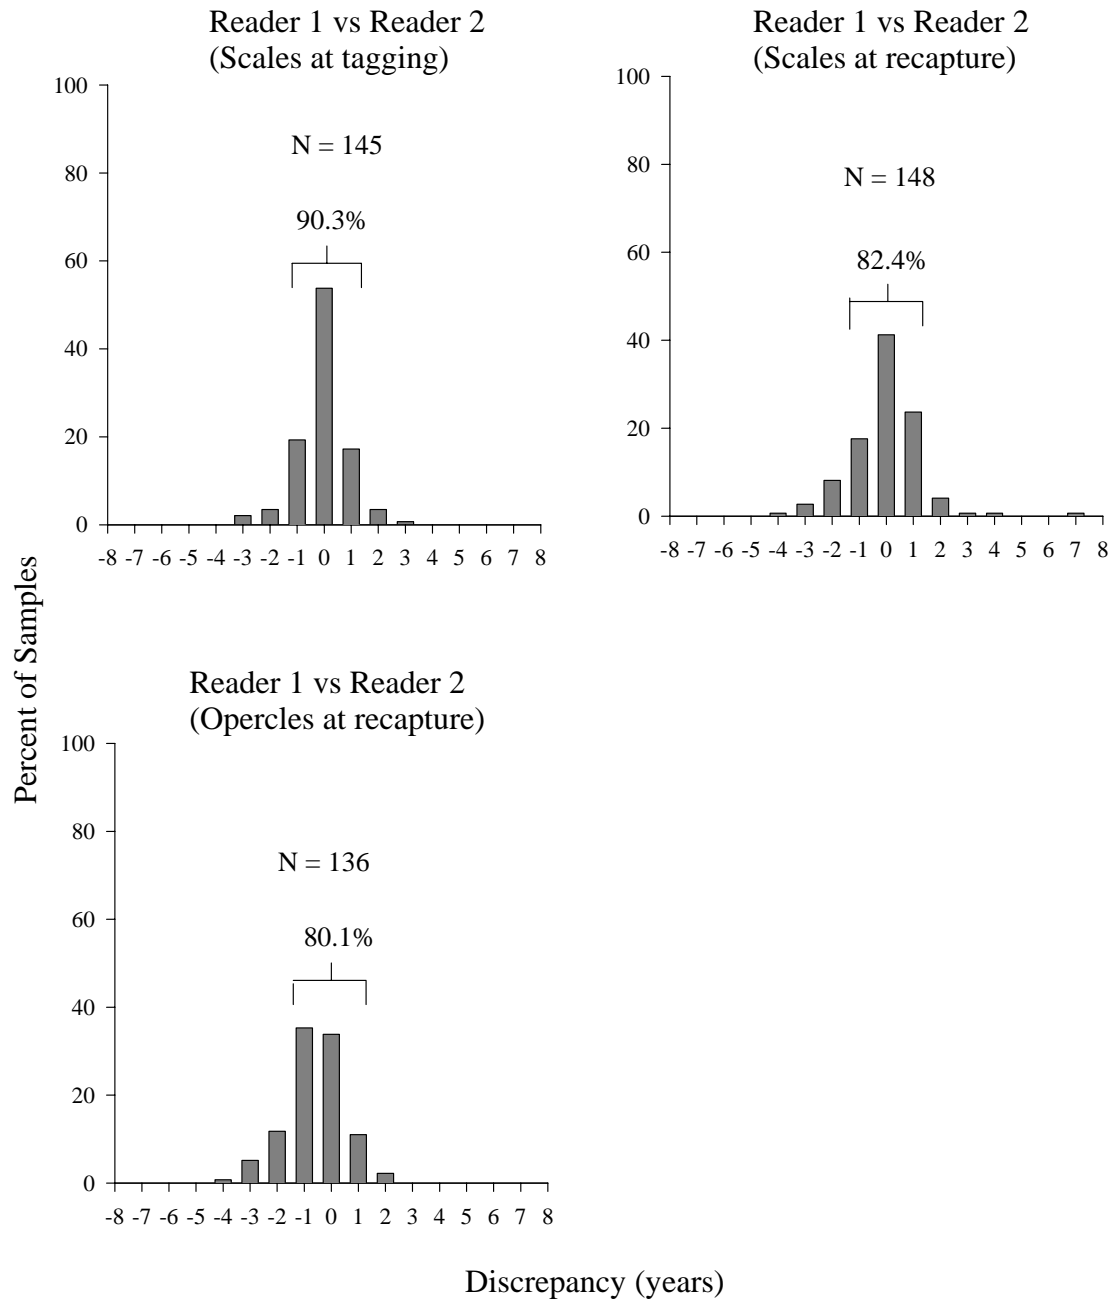 Reader 1 vs Reader 2
(Scales at tagging)
100
80
60
40
20
0
N = 145
90.3%
-8 -7 -6 -5 -4 -3 -2 -1 0 1 2 3 4 5 6 7 8
Reader 1 vs Reader 2
(Scales at recapture)
100
80
60
40
20
0
N = 148
82.4%
-8 -7 -6 -5 -4 -3 -2 -1 0 1 2 3 4 5 6 7 8
Percent of Samples
Reader 1 vs Reader 2
(Opercles at recapture)
100
80
60
40
20
0
N = 136
80.1%
-8 -7 -6 -5 -4 -3 -2 -1 0 1 2 3 4 5 6 7 8
Discrepancy (years)